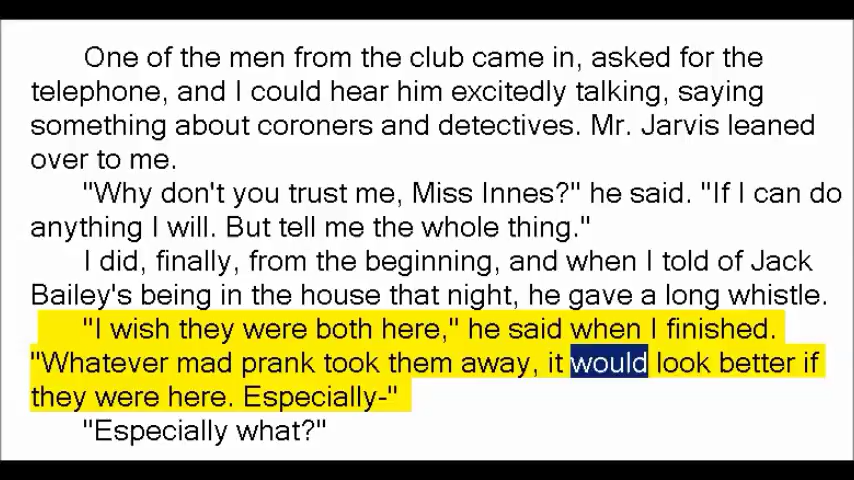 One of the men from the club came in, asked for the
telephone, and I could hear him excitedly talking, saying
something about coroners and detectives. Mr. Jarvis leaned
over to me.
"Why don't you trust me, Miss Innes?" he said. "If I can do
anything I will. But tell me the whole thing."
I did, finally, from the beginning, and when I told of Jack
Bailey's being in the house that night, he gave a long whistle.
"I wish they were both here," he said when I finished.
"Whatever mad prank took them away, it would look better if
they were here. Especially-"
"Especially what?"